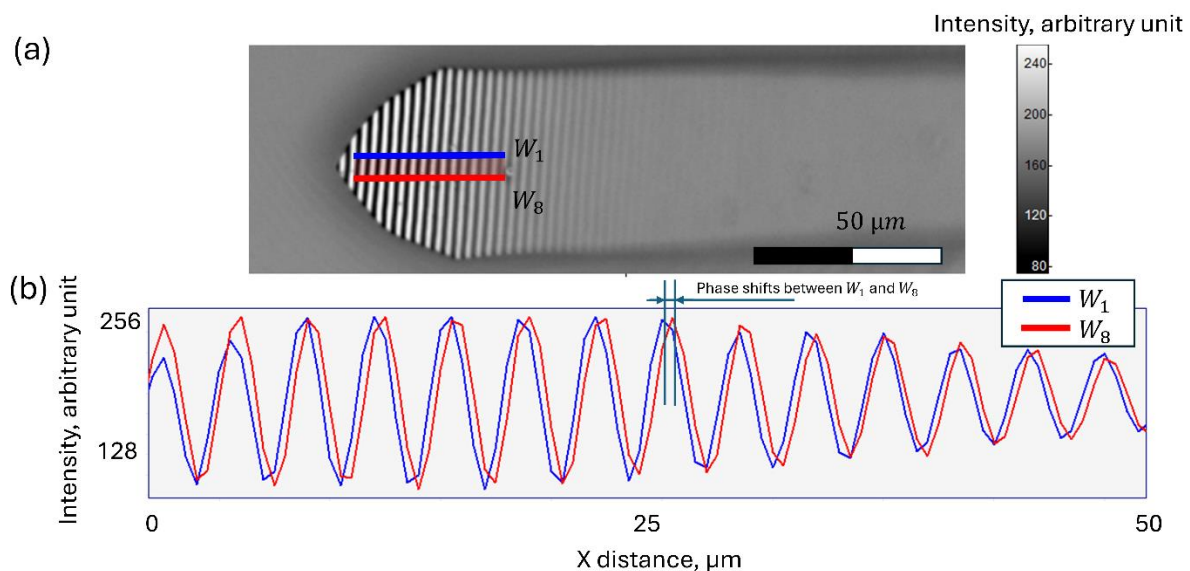 Intensity, arbitrary unit
(a)
240
200
160
120
80
W₁
W₈
50 μm
(b)
Intensity, arbitrary unit
256
128
Phase shifts between W₁ and W₈
W₁
W₈
0
25
50
X distance, μm